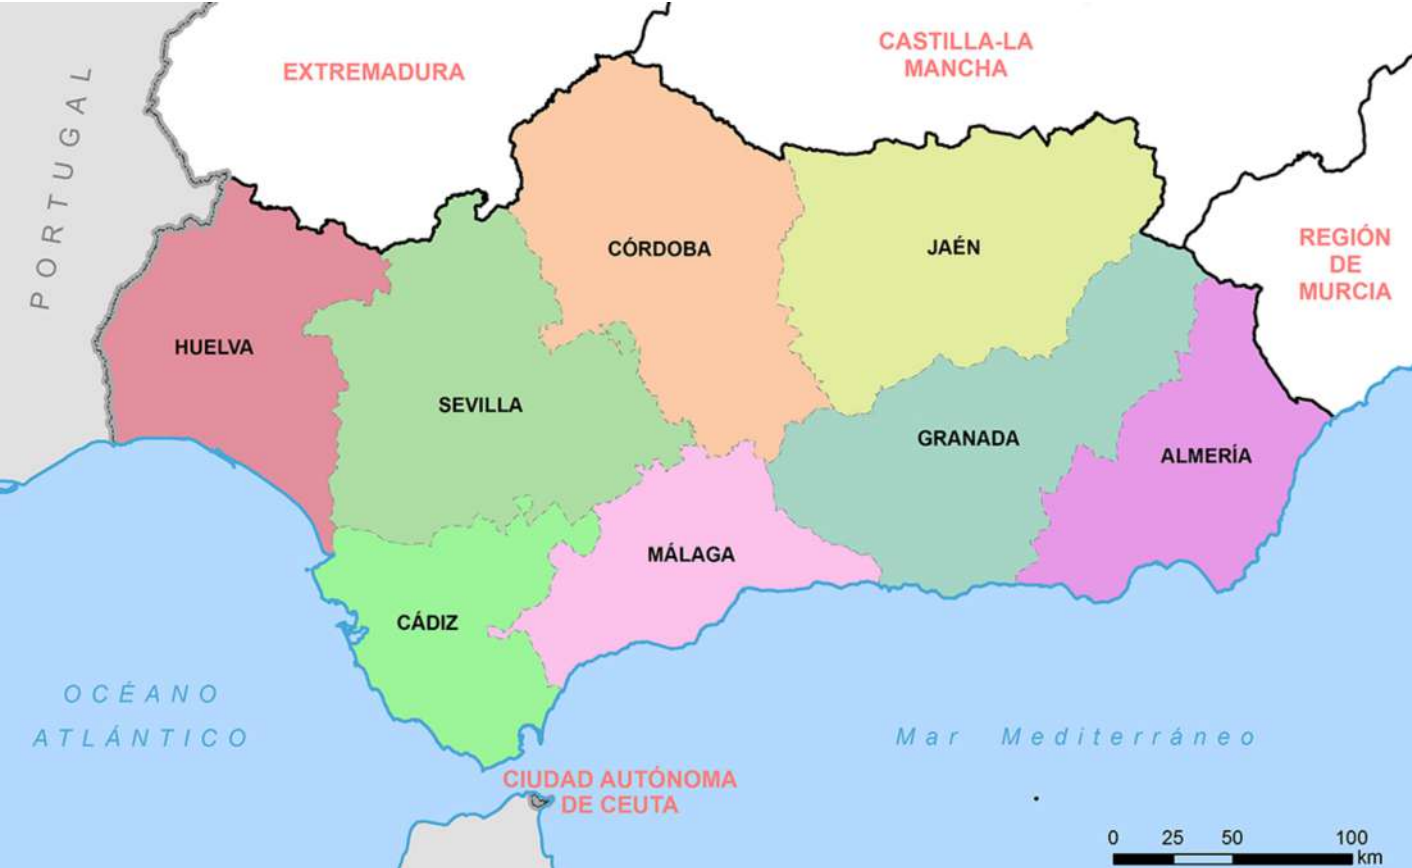 EXTREMADURA
CASTILLA-LA
MANCHA
PORTUGAL
CÓRDOBA
JAÉN
REGIÓN
DE
MURCIA
HUELVA
SEVILLA
GRANADA
ALMERÍA
MÁLAGA
CÁDIZ
OCÉANO
ATLÁNTICO
Mar Mediterráneo
CIUDAD AUTÓNOMA
DE CEUTA
0 25 50 100
km